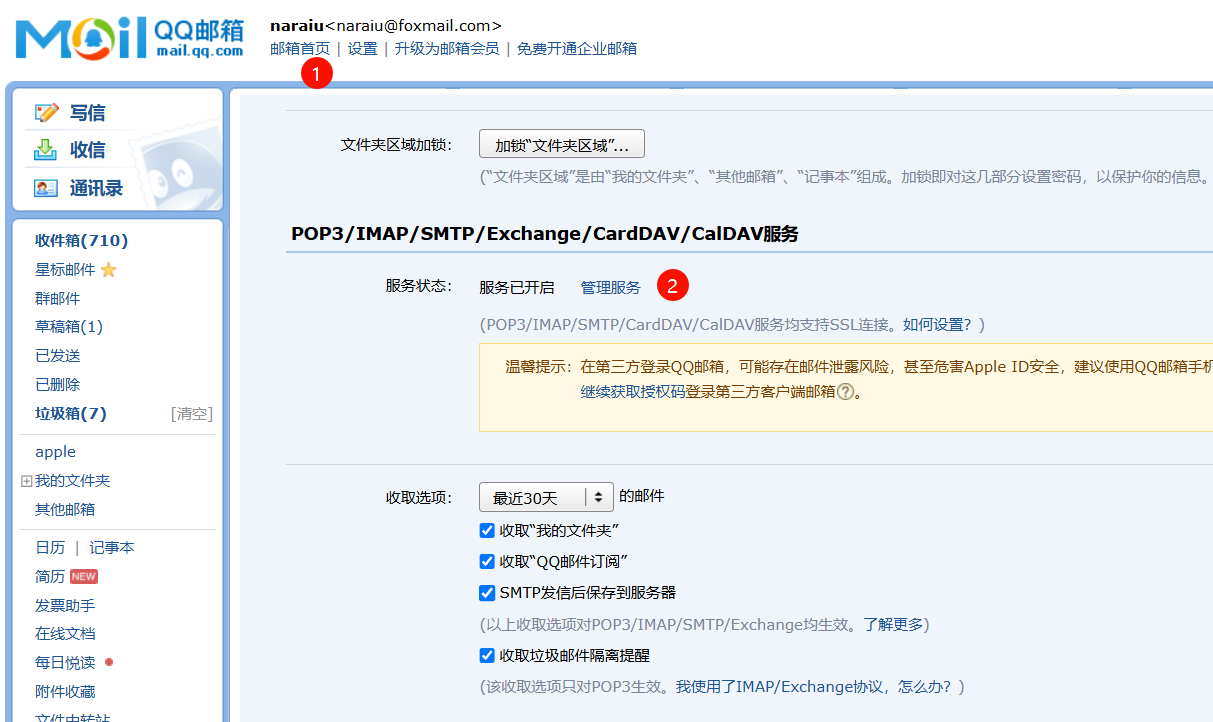 Mail QQ邮箱 mail.qq.com
naraiu<naraiu@foxmail.com>
邮箱首页 | 设置 | 升级为邮箱会员 | 免费开通企业邮箱
1
写信
收信
通讯录
收件箱(710)
星标邮件
群邮件
草稿箱(1)
已发送
已删除
垃圾箱(7) [清空]
apple
我的文件夹
其他邮箱
日历 | 记事本
简历 NEW
发票助手
在线文档
每日悦读
附件收藏
文件中转站
文件夹区域加锁: 加锁“文件夹区域”...
(“文件夹区域”是由“我的文件夹”、“其他邮箱”、“记事本”组成。加锁即对这几部分设置密码，以保护你的信息。
POP3/IMAP/SMTP/Exchange/CardDAV/CalDAV服务
服务状态: 服务已开启 管理服务 2
(POP3/IMAP/SMTP/CardDAV/CalDAV服务均支持SSL连接。如何设置？)
温馨提示：在第三方登录QQ邮箱，可能存在邮件泄露风险，甚至危害Apple ID安全，建议使用QQ邮箱手机
继续获取授权码登录第三方客户端邮箱?。
收取选项: 最近30天 的邮件
收取“我的文件夹”
收取“QQ邮件订阅”
SMTP发信后保存到服务器
(以上收取选项对POP3/IMAP/SMTP/Exchange均生效。了解更多)
收取垃圾邮件隔离提醒
(该收取选项只对POP3生效。我使用了IMAP/Exchange协议，怎么办？)